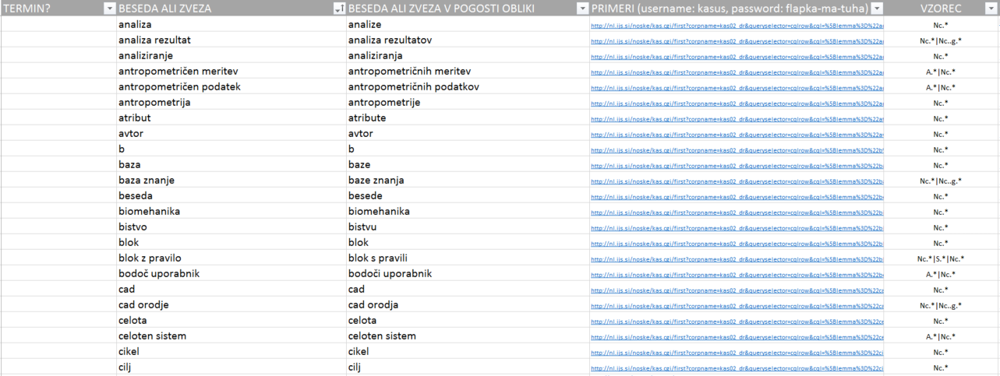 TERMIN? BESEDA ALI ZVEZA BESEDA ALI ZVEZA V POGOSTI OBLIKI PRIMERI (username: kasus, password: flapka-ma-tuha) VZOREC
analiza analize http://nl.ijs.si/noske/kas.cgi/first?corpname=kas02_dr&queryselector=cqlrow&cql=%5Blemma%3D%22a Nc.*
analiza rezultat analiza rezultatov http://nl.ijs.si/noske/kas.cgi/first?corpname=kas02_dr&queryselector=cqlrow&cql=%5Blemma%3D%22a Nc.*|Nc..g.*
analiziranje analiziranja http://nl.ijs.si/noske/kas.cgi/first?corpname=kas02_dr&queryselector=cqlrow&cql=%5Blemma%3D%22a Nc.*
antropometričen meritev antropometričnih meritev http://nl.ijs.si/noske/kas.cgi/first?corpname=kas02_dr&queryselector=cqlrow&cql=%5Blemma%3D%22a A.*|Nc.*
antropometričen podatek antropometričnih podatkov http://nl.ijs.si/noske/kas.cgi/first?corpname=kas02_dr&queryselector=cqlrow&cql=%5Blemma%3D%22a A.*|Nc.*
antropometrija antropometrije http://nl.ijs.si/noske/kas.cgi/first?corpname=kas02_dr&queryselector=cqlrow&cql=%5Blemma%3D%22a Nc.*
atribut atribute http://nl.ijs.si/noske/kas.cgi/first?corpname=kas02_dr&queryselector=cqlrow&cql=%5Blemma%3D%22a Nc.*
avtor avtor http://nl.ijs.si/noske/kas.cgi/first?corpname=kas02_dr&queryselector=cqlrow&cql=%5Blemma%3D%22a Nc.*
b b http://nl.ijs.si/noske/kas.cgi/first?corpname=kas02_dr&queryselector=cqlrow&cql=%5Blemma%3D%22b Nc.*
baza baze http://nl.ijs.si/noske/kas.cgi/first?corpname=kas02_dr&queryselector=cqlrow&cql=%5Blemma%3D%22b Nc.*
baza znanje baze znanja http://nl.ijs.si/noske/kas.cgi/first?corpname=kas02_dr&queryselector=cqlrow&cql=%5Blemma%3D%22b Nc.*|Nc..g.*
beseda besede http://nl.ijs.si/noske/kas.cgi/first?corpname=kas02_dr&queryselector=cqlrow&cql=%5Blemma%3D%22b Nc.*
biomehanika biomehanika http://nl.ijs.si/noske/kas.cgi/first?corpname=kas02_dr&queryselector=cqlrow&cql=%5Blemma%3D%22b Nc.*
bistvo bistvu http://nl.ijs.si/noske/kas.cgi/first?corpname=kas02_dr&queryselector=cqlrow&cql=%5Blemma%3D%22b Nc.*
blok blok http://nl.ijs.si/noske/kas.cgi/first?corpname=kas02_dr&queryselector=cqlrow&cql=%5Blemma%3D%22b Nc.*
blok z pravilo blok s pravili http://nl.ijs.si/noske/kas.cgi/first?corpname=kas02_dr&queryselector=cqlrow&cql=%5Blemma%3D%22b Nc.*|S.*|Nc.*
bodoč uporabnik bodoči uporabnik http://nl.ijs.si/noske/kas.cgi/first?corpname=kas02_dr&queryselector=cqlrow&cql=%5Blemma%3D%22b A.*|Nc.*
cad cad http://nl.ijs.si/noske/kas.cgi/first?corpname=kas02_dr&queryselector=cqlrow&cql=%5Blemma%3D%22c Nc.*
cad orodje cad orodja http://nl.ijs.si/noske/kas.cgi/first?corpname=kas02_dr&queryselector=cqlrow&cql=%5Blemma%3D%22c Nc.*|Nc..g.*
celota celota http://nl.ijs.si/noske/kas.cgi/first?corpname=kas02_dr&queryselector=cqlrow&cql=%5Blemma%3D%22c Nc.*
celoten sistem celoten sistem http://nl.ijs.si/noske/kas.cgi/first?corpname=kas02_dr&queryselector=cqlrow&cql=%5Blemma%3D%22c A.*|Nc.*
cikel cikel http://nl.ijs.si/noske/kas.cgi/first?corpname=kas02_dr&queryselector=cqlrow&cql=%5Blemma%3D%22ci Nc.*
cilj cilj http://nl.ijs.si/noske/kas.cgi/first?corpname=kas02_dr&queryselector=cqlrow&cql=%5Blemma%3D%22ci Nc.*